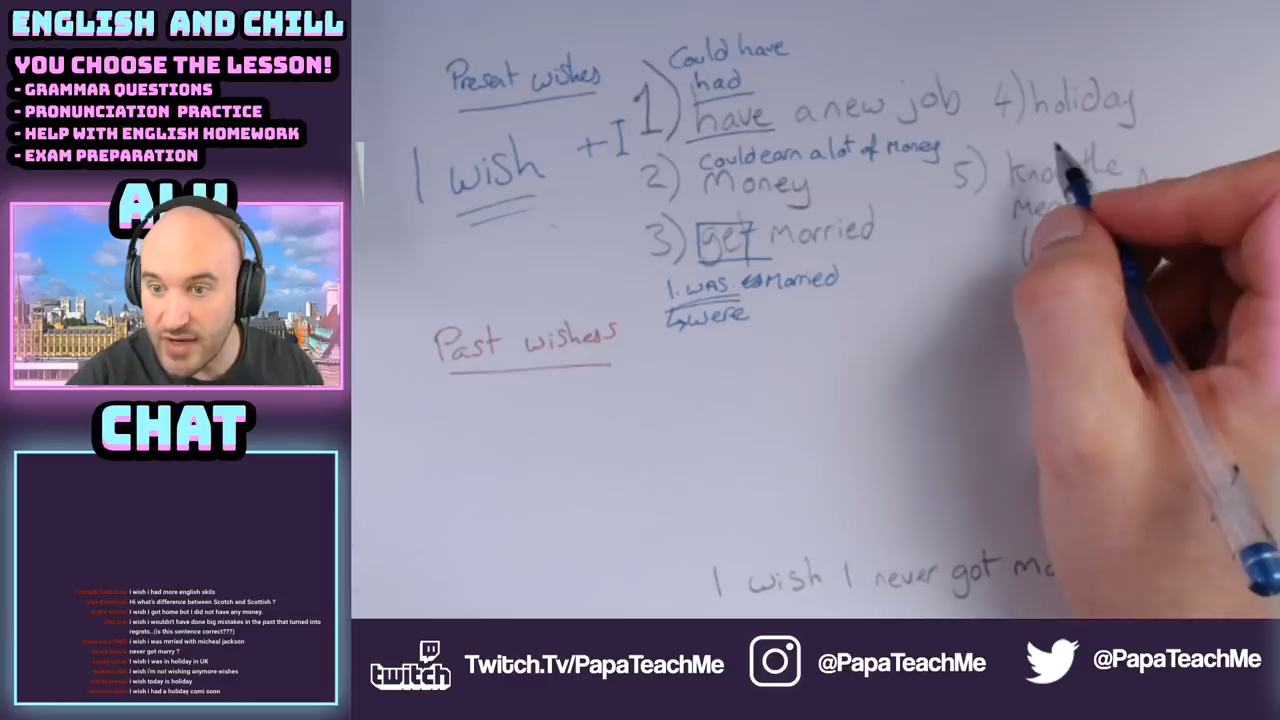 ENGLISH AND CHILL
YOU CHOOSE THE LESSON!
- GRAMMAR QUESTIONS
- PRONUNCIATION PRACTICE
- HELP WITH ENGLISH HOMEWORK
- EXAM PREPARATION
CHAT
i wish i had more english skils
Hi what's difference between Scotch and Scottish ?
I wish I got home but I did not have any money.
i wish i wouldn't have done big mistakes in the past that turned into
regrets..(is this sentence correct???)
i wish i was mrried with micheal jackson
never got marry ?
I wish I was in holiday in UK
i wish i'm not wishing anymore wishes
i wish today is holiday
I wish i had a holiday comi soon
Present wishes
I wish + I
Could have
had
1) have a new job
Could earn a lot of Money
2) Money
3) get Married
I was Married
were
4) holiday
5) Know the
Past wishess
I wish I never got
twitch
Twitch.Tv/PapaTeachMe
@PapaTeachMe
@PapaTeachMe